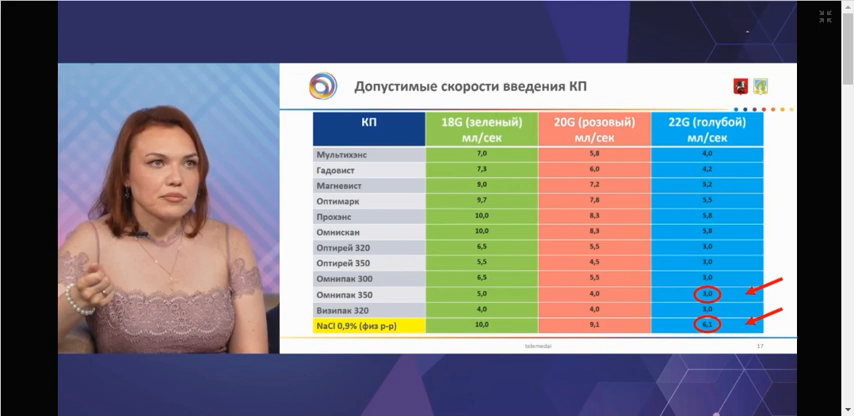 Допустимые скорости введения КП
КП 18G (зеленый) мл/сек 20G (розовый) мл/сек 22G (голубой) мл/сек
Мультихэнс 7,0 5,8 4,0
Гадовист 7,3 6,0 4,2
Магневист 9,0 7,2 5,2
Оптимарк 9,7 7,8 5,5
Прохэнс 10,0 8,3 5,8
Омнискан 10,0 8,3 5,8
Оптирей 320 6,5 5,5 3,0
Оптирей 350 5,5 4,5 3,0
Омнипак 300 6,5 5,5 3,0
Омнипак 350 5,0 4,0 3,0
Визипак 320 4,0 4,0 3,0
NaCl 0,9% (физ р-р) 10,0 9,1 6,1
telemedai 17